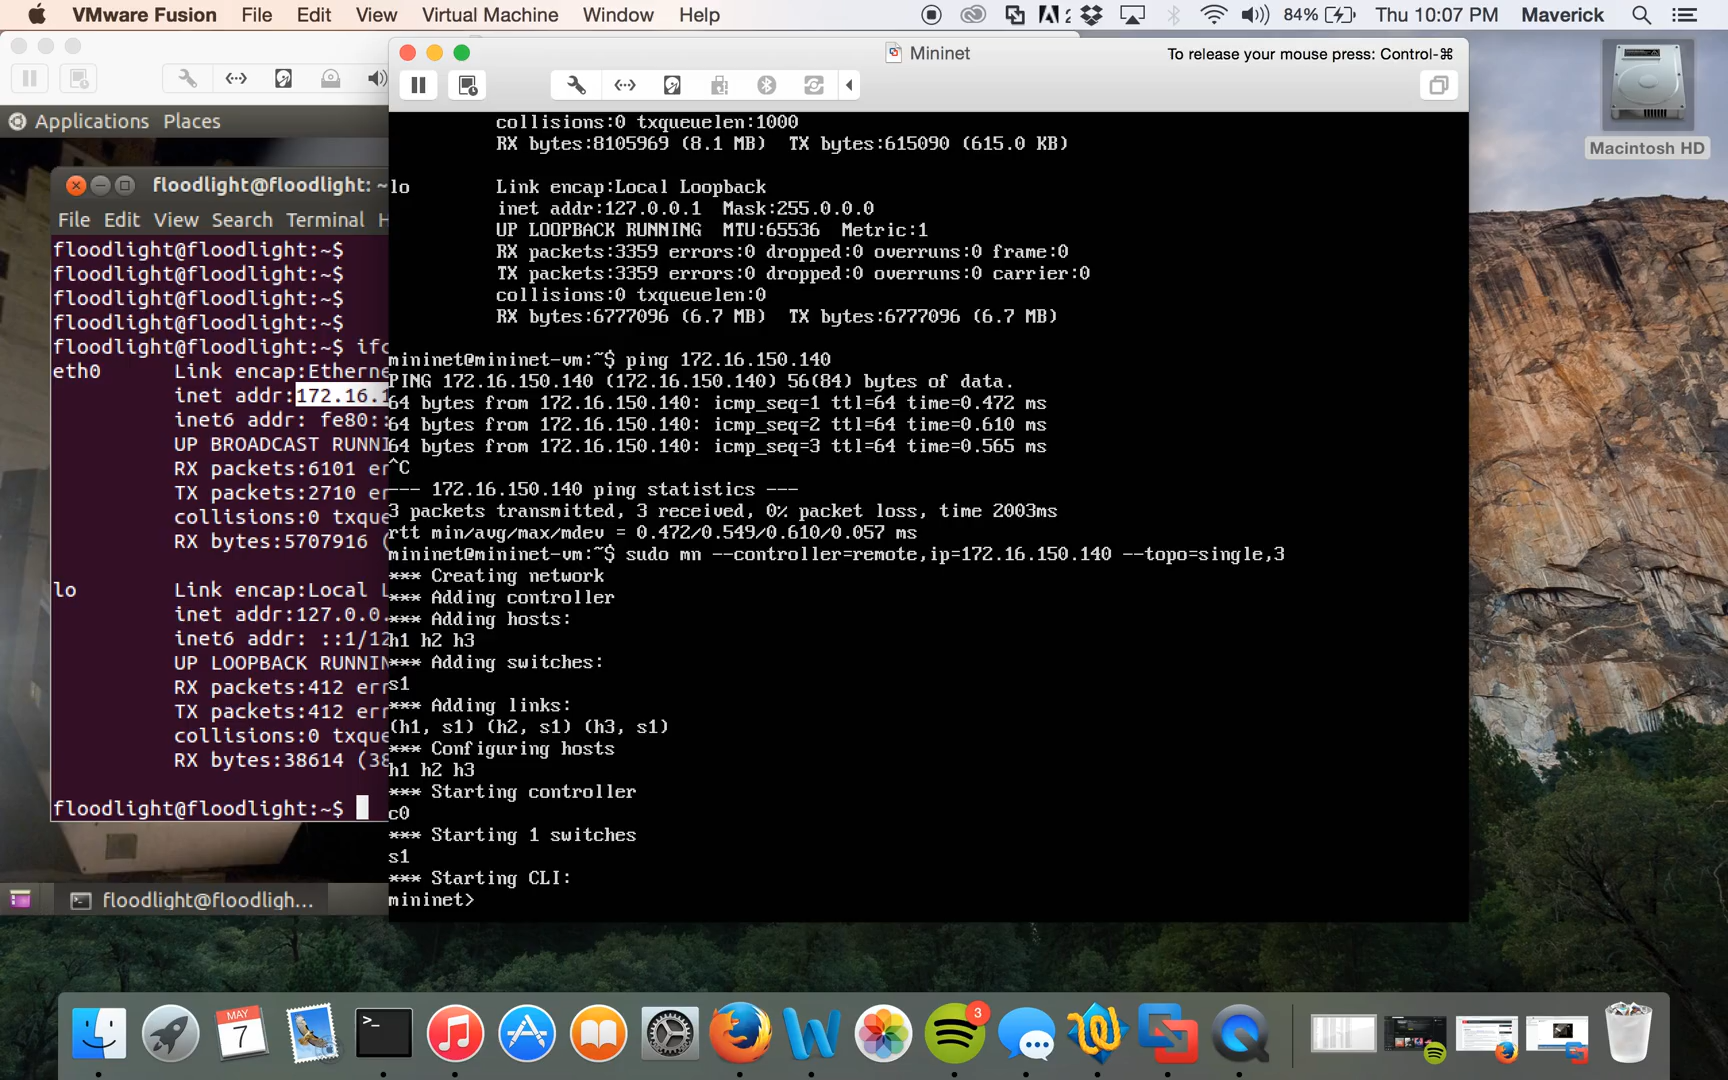 VMware Fusion File Edit View Virtual Machine Window Help 84% Thu 10:07 PM Maverick
Mininet
To release your mouse press: Control-⌘
Macintosh HD
Applications Places
floodlight@floodlight: ~
File Edit View Search Terminal H
floodlight@floodlight:~$
floodlight@floodlight:~$
floodlight@floodlight:~$
floodlight@floodlight:~$
floodlight@floodlight:~$ ifc
eth0 Link encap:Etherne
inet addr:172.16.1
inet6 addr: fe80::
UP BROADCAST RUNNI
RX packets:6101 er
TX packets:2710 er
collisions:0 txque
RX bytes:5707916 (
lo Link encap:Local L
inet addr:127.0.0.
inet6 addr: ::1/12
UP LOOPBACK RUNNIN
RX packets:412 err
TX packets:412 err
collisions:0 txque
RX bytes:38614 (38
floodlight@floodlight:~$
floodlight@floodligh...
collisions:0 txqueuelen:1000
RX bytes:8105969 (8.1 MB) TX bytes:615090 (615.0 KB)
lo Link encap:Local Loopback
inet addr:127.0.0.1 Mask:255.0.0.0
UP LOOPBACK RUNNING MTU:65536 Metric:1
RX packets:3359 errors:0 dropped:0 overruns:0 frame:0
TX packets:3359 errors:0 dropped:0 overruns:0 carrier:0
collisions:0 txqueuelen:0
RX bytes:6777096 (6.7 MB) TX bytes:6777096 (6.7 MB)
mininet@mininet-vm:~$ ping 172.16.150.140
PING 172.16.150.140 (172.16.150.140) 56(84) bytes of data.
64 bytes from 172.16.150.140: icmp_seq=1 ttl=64 time=0.472 ms
64 bytes from 172.16.150.140: icmp_seq=2 ttl=64 time=0.610 ms
64 bytes from 172.16.150.140: icmp_seq=3 ttl=64 time=0.565 ms
^C
--- 172.16.150.140 ping statistics ---
3 packets transmitted, 3 received, 0% packet loss, time 2003ms
rtt min/avg/max/mdev = 0.472/0.549/0.610/0.057 ms
mininet@mininet-vm:~$ sudo mn --controller=remote,ip=172.16.150.140 --topo=single,3
*** Creating network
*** Adding controller
*** Adding hosts:
h1 h2 h3
*** Adding switches:
s1
*** Adding links:
(h1, s1) (h2, s1) (h3, s1)
*** Configuring hosts
h1 h2 h3
*** Starting controller
c0
*** Starting 1 switches
s1
*** Starting CLI:
mininet>
MAY
7
3